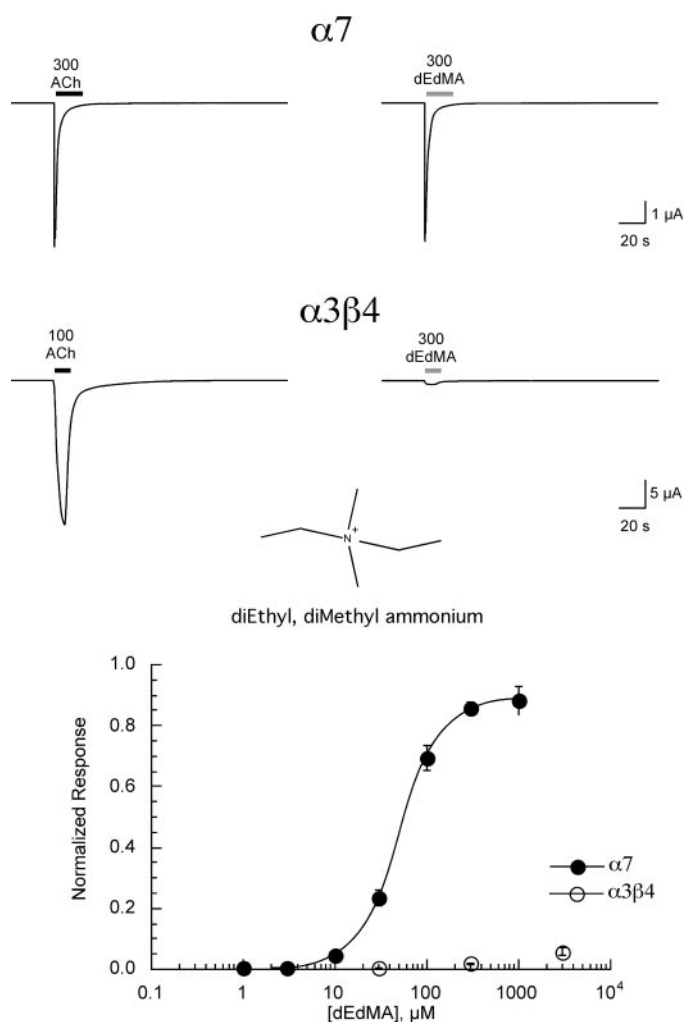 α7
300
ACh
300
dEdMA
1 µA
20 s
α3β4
100
ACh
300
dEdMA
5 µA
20 s
N+
diEthyl, diMethyl ammonium
Normalized Response
1.0
0.8
0.6
0.4
0.2
0.0
α7
α3β4
0.1 1 10 100 1000 10⁴
[dEdMA], µM